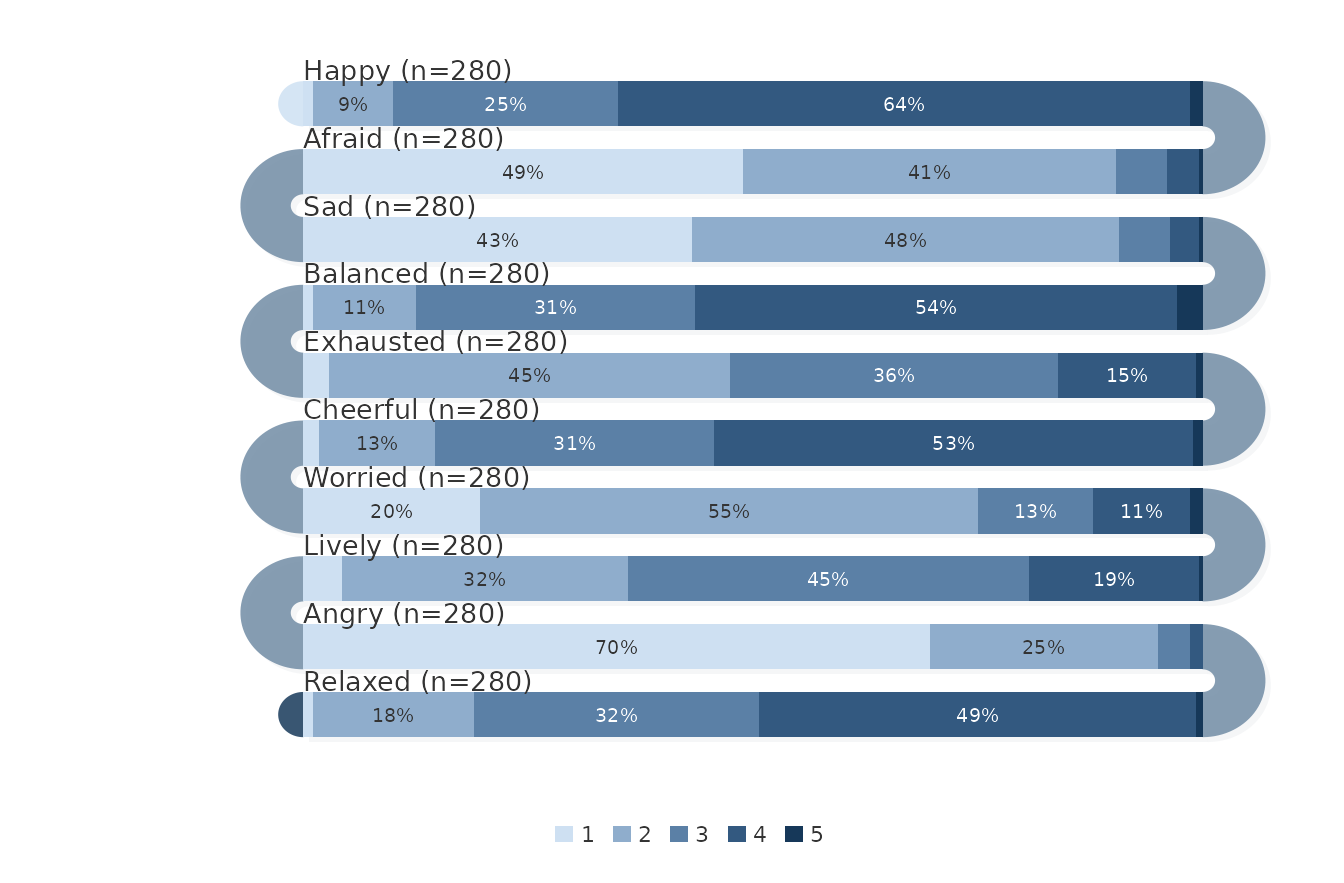 Happy (n=280)
9% 25% 64%
Afraid (n=280)
49% 41%
Sad (n=280)
43% 48%
Balanced (n=280)
11% 31% 54%
Exhausted (n=280)
45% 36% 15%
Cheerful (n=280)
13% 31% 53%
Worried (n=280)
20% 55% 13% 11%
Lively (n=280)
32% 45% 19%
Angry (n=280)
70% 25%
Relaxed (n=280)
18% 32% 49%
1 2 3 4 5